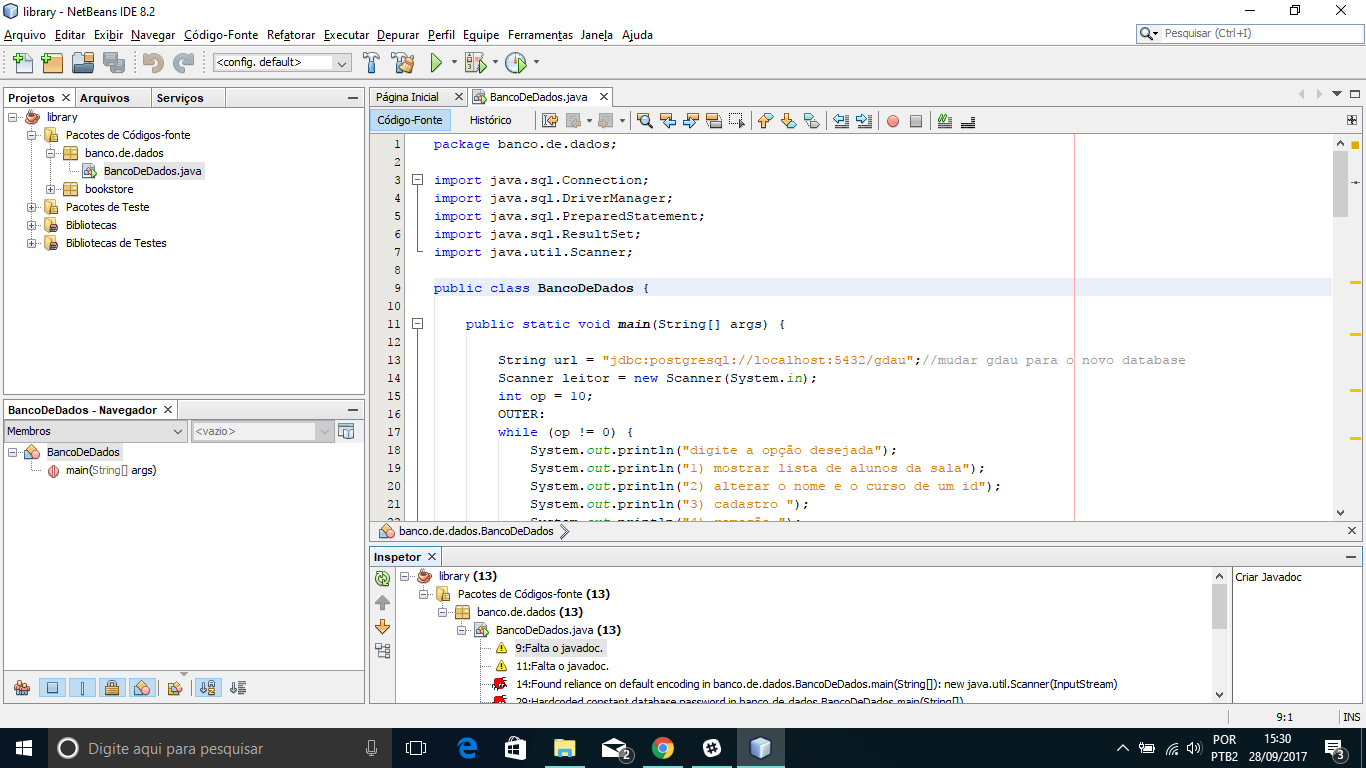 library - NetBeans IDE 8.2
Arquivo Editar Exibir Navegar Código-Fonte Refatorar Executar Depurar Perfil Equipe Ferramentas Janela Ajuda
Pesquisar (Ctrl+I)
<config. default>
Projetos Arquivos Serviços
library
Pacotes de Códigos-fonte
banco.de.dados
BancoDeDados.java
bookstore
Pacotes de Teste
Bibliotecas
Bibliotecas de Testes
BancoDeDados - Navegador
Membros <vazio>
BancoDeDados
main(String[] args)
Página Inicial BancoDeDados.java
Código-Fonte Histórico
1 package banco.de.dados;
2
3 import java.sql.Connection;
4 import java.sql.DriverManager;
5 import java.sql.PreparedStatement;
6 import java.sql.ResultSet;
7 import java.util.Scanner;
8
9 public class BancoDeDados {
10
11 public static void main(String[] args) {
12
13 String url = "jdbc:postgresql://localhost:5432/gdau";//mudar gdau para o novo database
14 Scanner leitor = new Scanner(System.in);
15 int op = 10;
16 OUTER:
17 while (op != 0) {
18 System.out.println("digite a opção desejada");
19 System.out.println("1) mostrar lista de alunos da sala");
20 System.out.println("2) alterar o nome e o curso de um id");
21 System.out.println("3) cadastro ");
22 System.out.println("4) remoção ");
banco.de.dados.BancoDeDados
Inspetor
library (13)
Pacotes de Códigos-fonte (13)
banco.de.dados (13)
BancoDeDados.java (13)
9:Falta o javadoc.
11:Falta o javadoc.
14:Found reliance on default encoding in banco.de.dados.BancoDeDados.main(String[]): new java.util.Scanner(InputStream)
29:Hardcoded constant database password in banco.de.dados.BancoDeDados.main(String[])
Criar Javadoc
9:1 INS
Digite aqui para pesquisar
2
POR
PTB2
15:30
28/09/2017
3